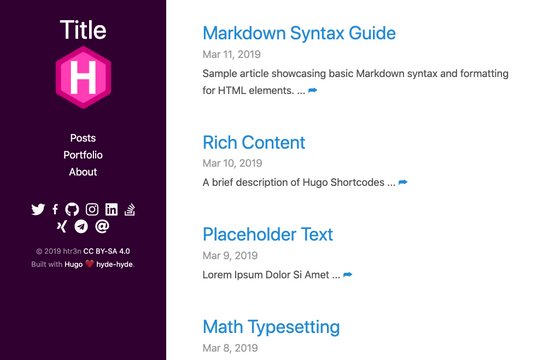 Title
H
Posts
Portfolio
About
© 2019 htr3n CC BY-SA 4.0
Built with Hugo ❤️ hyde-hyde.
Markdown Syntax Guide
Mar 11, 2019
Sample article showcasing basic Markdown syntax and formatting
for HTML elements. ... ➦
Rich Content
Mar 10, 2019
A brief description of Hugo Shortcodes ... ➦
Placeholder Text
Mar 9, 2019
Lorem Ipsum Dolor Si Amet ... ➦
Math Typesetting
Mar 8, 2019